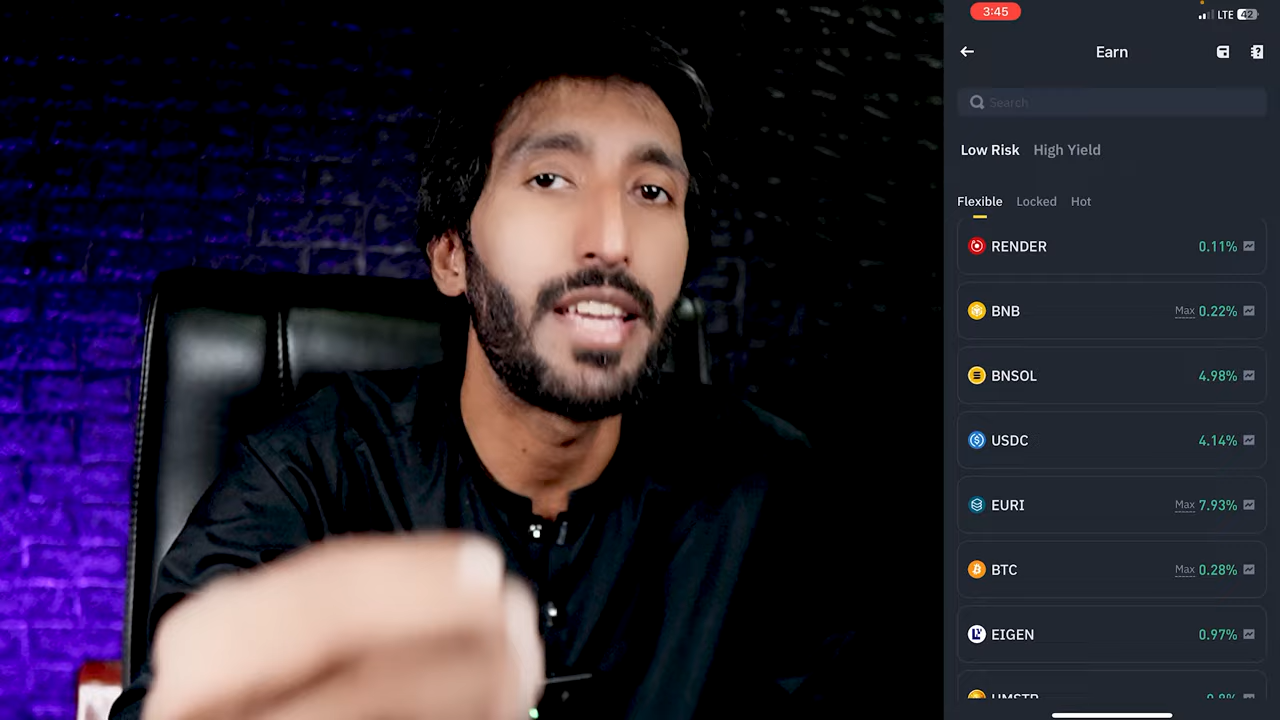 3:45
LTE 42
Earn
Search
Low Risk High Yield
Flexible Locked Hot
RENDER 0.11%
BNB Max 0.22%
BNSOL 4.98%
USDC 4.14%
EURI Max 7.93%
BTC Max 0.28%
EIGEN 0.97%